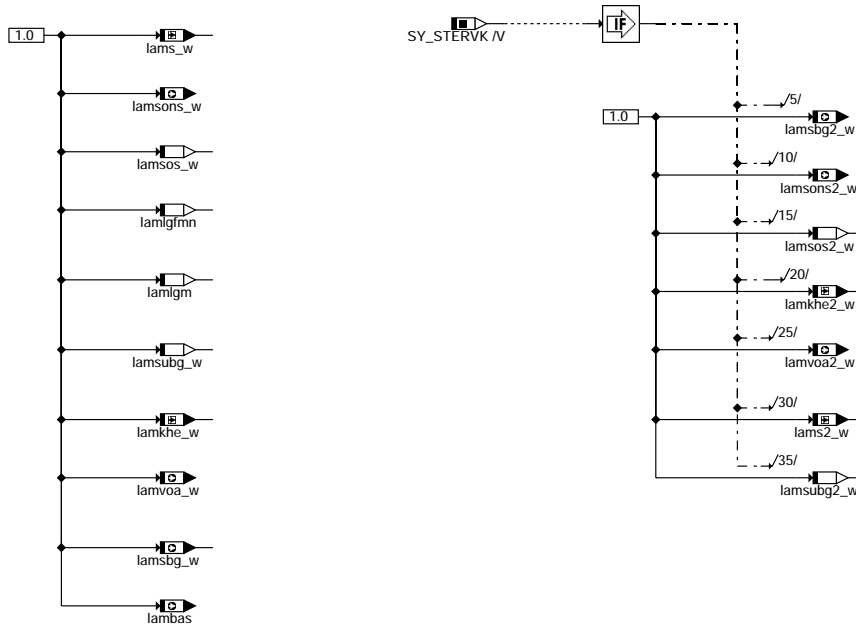 1.0
lams_w
lamsons_w
lamsos_w
lamlgfmn
lamlgm
lamsubg_w
lamkhe_w
lamvoa_w
lamsbg_w
lambas
SY_STERVK /V
IF
1.0
/5/
lamsbg2_w
/10/
lamsons2_w
/15/
lamsos2_w
/20/
lamkhe2_w
/25/
lamvoa2_w
/30/
lams2_w
/35/
lamsubg2_w